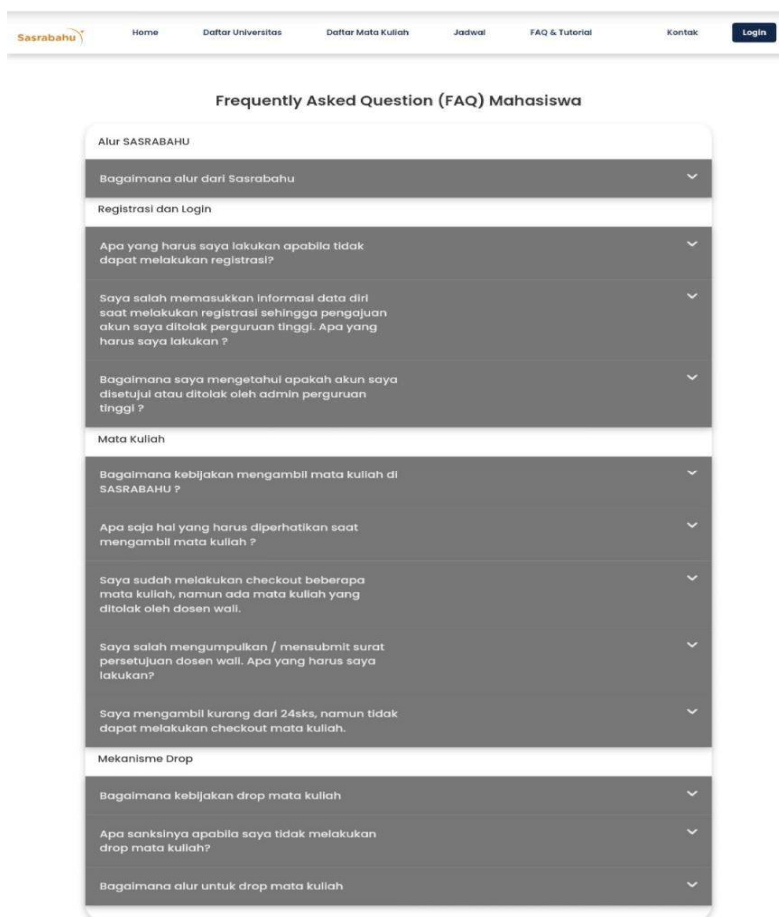 Sasrabahu
Home Daftar Universitas Daftar Mata Kuliah Jadwal FAQ & Tutorial Kontak Login
Frequently Asked Question (FAQ) Mahasiswa
Alur SASRABAHU
Bagaimana alur dari Sasrabahu
Registrasi dan Login
Apa yang harus saya lakukan apabila tidak
dapat melakukan registrasi?
Saya salah memasukkan informasi data diri
saat melakukan registrasi sehingga pengajuan
akun saya ditolak perguruan tinggi. Apa yang
harus saya lakukan ?
Bagaimana saya mengetahui apakah akun saya
disetujui atau ditolak oleh admin perguruan
tinggi ?
Mata Kuliah
Bagaimana kebijakan mengambil mata kuliah di
SASRABAHU ?
Apa saja hal yang harus diperhatikan saat
mengambil mata kuliah ?
Saya sudah melakukan checkout beberapa
mata kuliah, namun ada mata kuliah yang
ditolak oleh dosen wali.
Saya salah mengumpulkan / mensubmit surat
persetujuan dosen wali. Apa yang harus saya
lakukan?
Saya mengambil kurang dari 24sks, namun tidak
dapat melakukan checkout mata kuliah.
Mekanisme Drop
Bagaimana kebijakan drop mata kuliah
Apa sanksinya apabila saya tidak melakukan
drop mata kuliah?
Bagaimana alur untuk drop mata kuliah